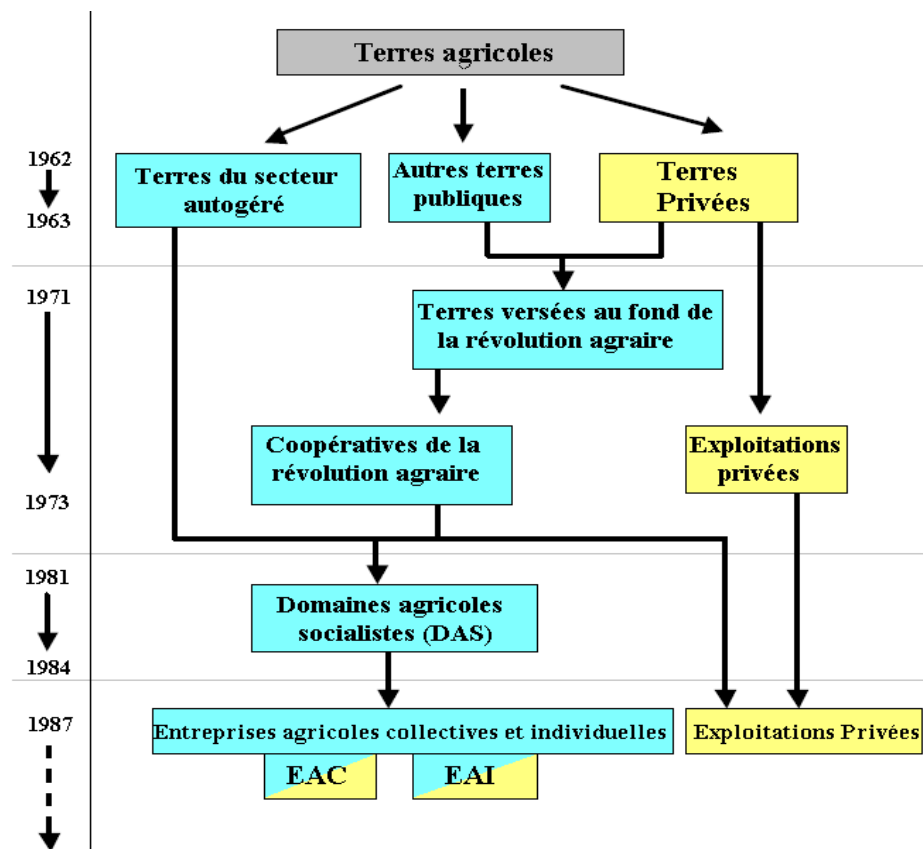 Terres agricoles
1962
1963
Terres du secteur
autogéré
Autres terres
publiques
Terres
Privées
1971
Terres versées au fond de
la révolution agraire
Coopératives de la
révolution agraire
Exploitations
privées
1973
1981
Domaines agricoles
socialistes (DAS)
1984
1987
Entreprises agricoles collectives et individuelles
Exploitations Privées
EAC
EAI